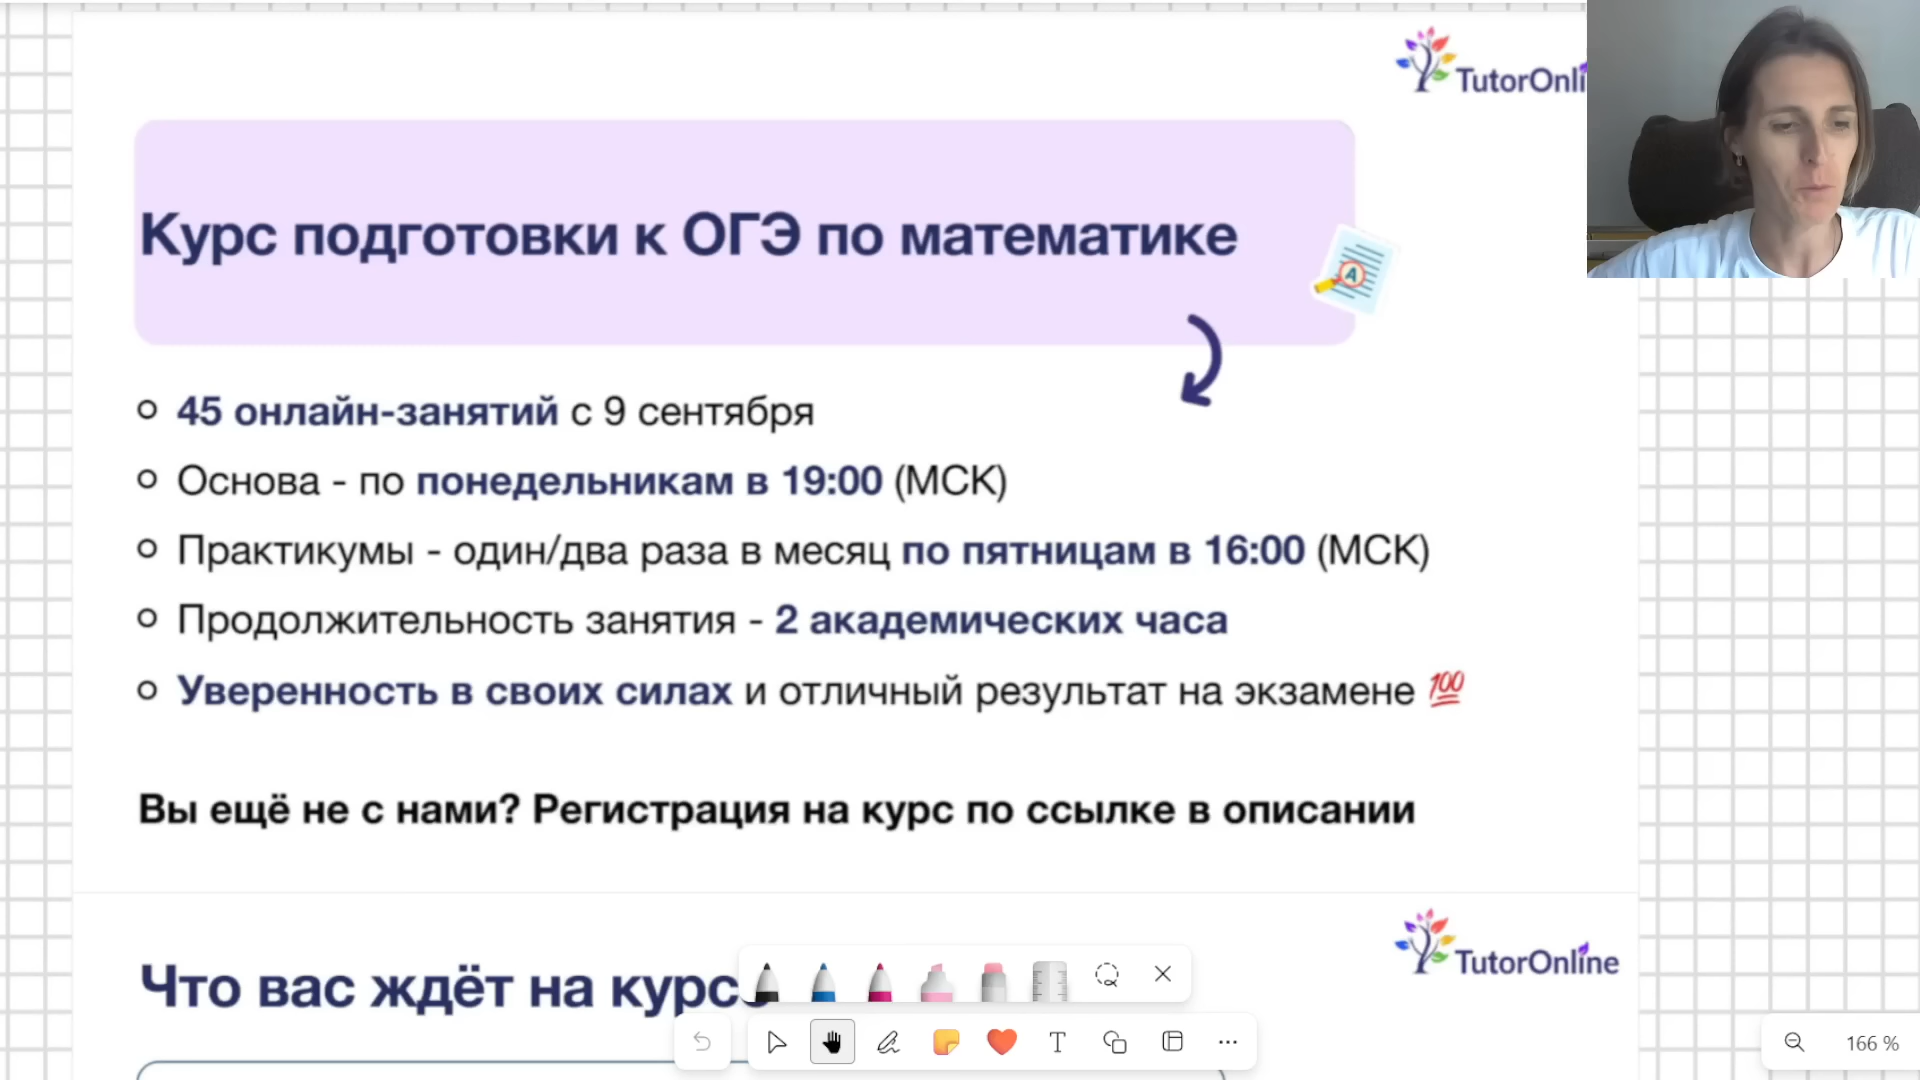 TutorOnli
Курс подготовки к ОГЭ по математике
A
45 онлайн-занятий с 9 сентября
Основа - по понедельникам в 19:00 (МСК)
Практикумы - один/два раза в месяц по пятницам в 16:00 (МСК)
Продолжительность занятия - 2 академических часа
Уверенность в своих силах и отличный результат на экзамене 💯
Вы ещё не с нами? Регистрация на курс по ссылке в описании
TutorOnline
Что вас ждёт на курсе
166 %